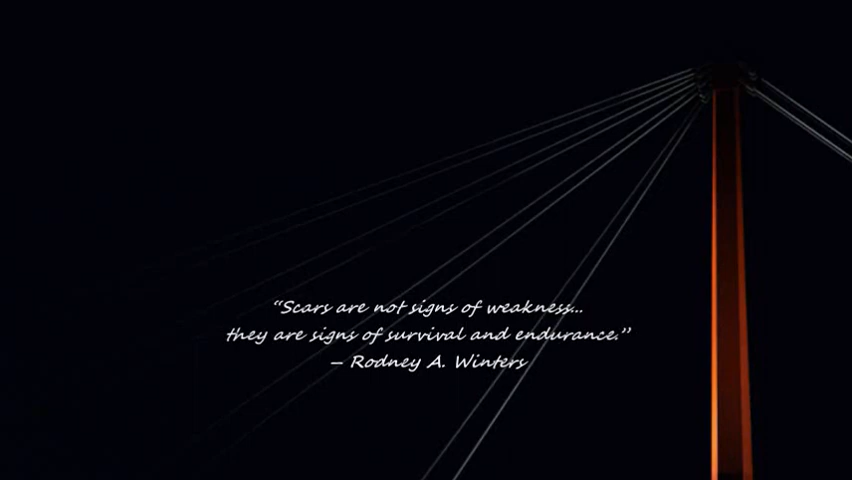 “Scars are not signs of weakness...
they are signs of survival and endurance.”
– Rodney A. Winters